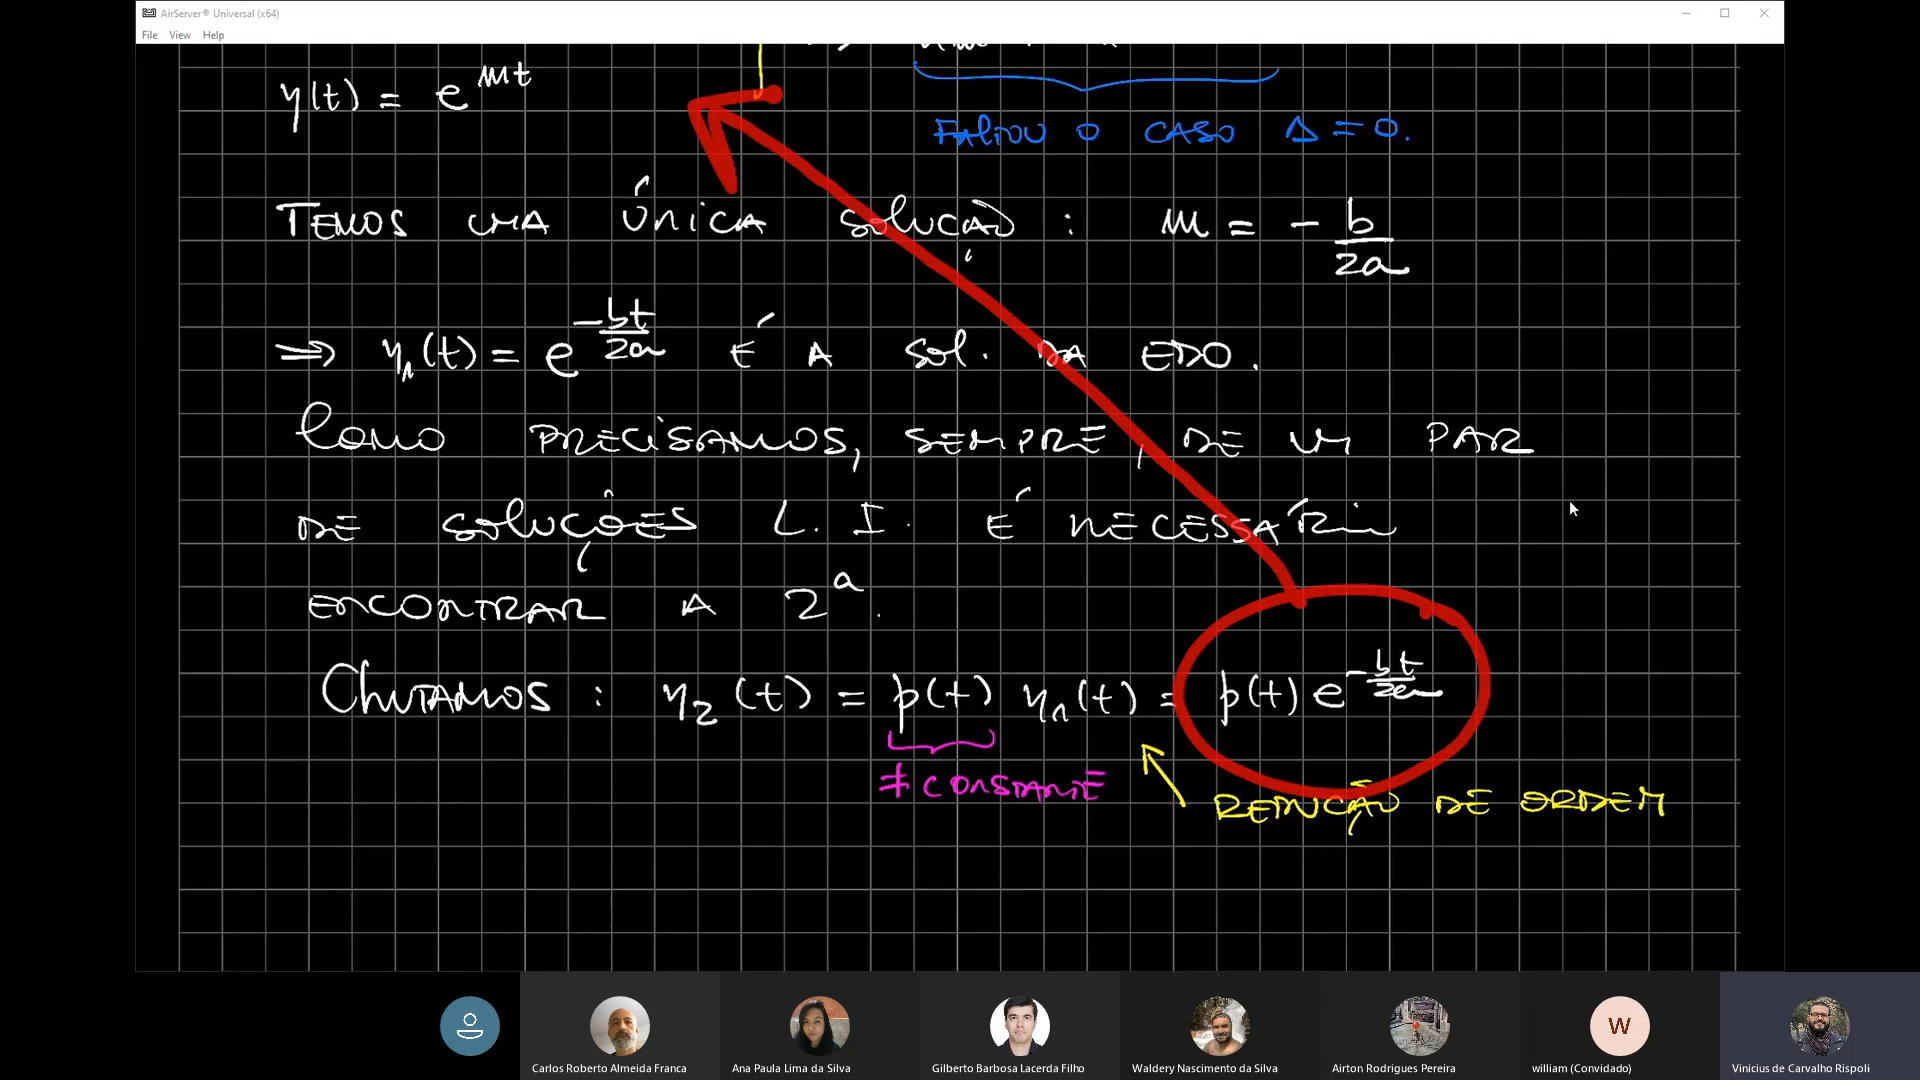 AirServer® Universal (x64)
File View Help
y(t) = e^{mt}
FALTOU O CASO Δ = 0.
TEMOS UMA ÚNICA SOLUÇÃO : m = - b/2a
⇒ y₁(t) = e^{-bt/2a} É A SOL. DA EDO.
COMO PRECISAMOS, SEMPRE, DE UM PAR
DE SOLUÇÕES L. I. É NECESSÁRIO
ENCONTRAR A 2ª.
CHUTAMOS : y₂(t) = p(t) y₁(t) = p(t) e^{-bt/2a}
≠ CONSTANTE
REDUÇÃO DE ORDEM
W
Carlos Roberto Almeida Franca
Ana Paula Lima da Silva
Gilberto Barbosa Lacerda Filho
Waldery Nascimento da Silva
Airton Rodrigues Pereira
william (Convidado)
Vinicius de Carvalho Rispoli